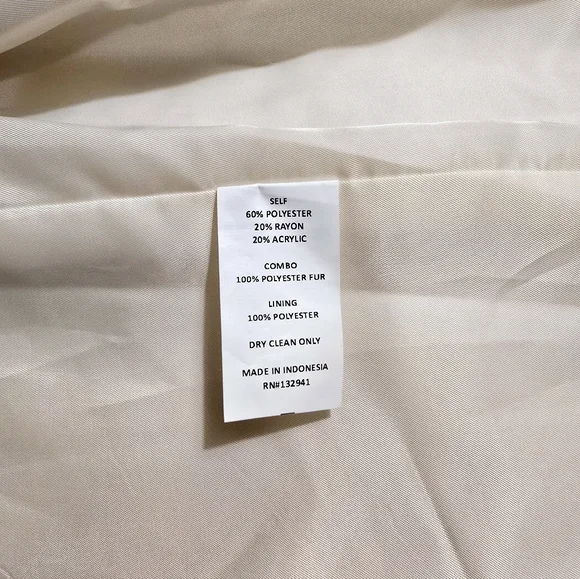 SELF
60% POLYESTER
20% RAYON
20% ACRYLIC
COMBO
100% POLYESTER FUR
LINING
100% POLYESTER
DRY CLEAN ONLY
MADE IN INDONESIA
RN#132941